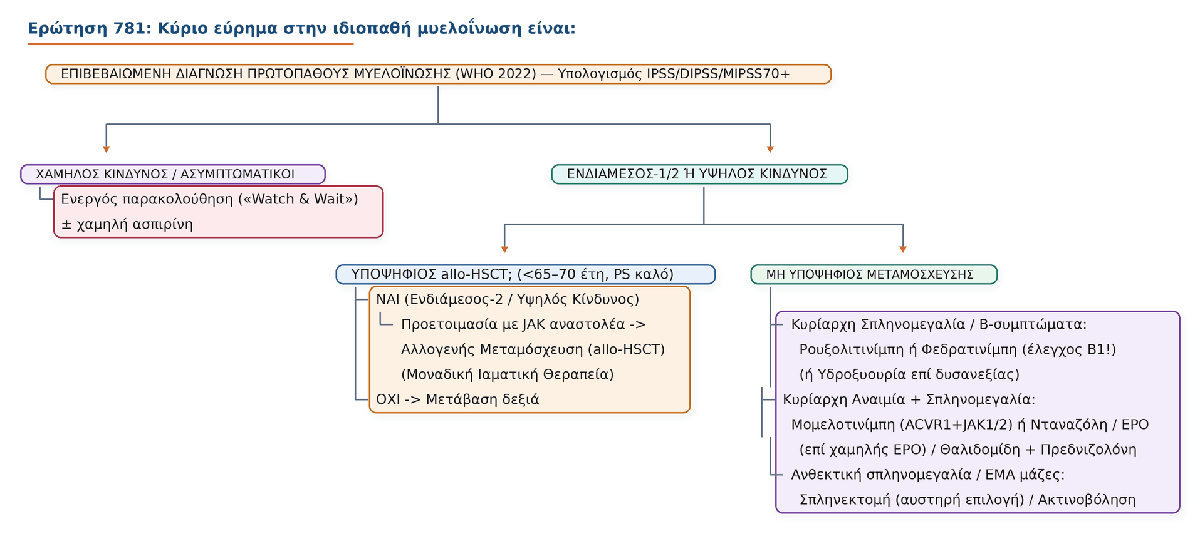 Ερώτηση 781: Κύριο εύρημα στην ιδιοπαθή μυελοΐνωση είναι:
ΕΠΙΒΕΒΑΙΩΜΕΝΗ ΔΙΑΓΝΩΣΗ ΠΡΩΤΟΠΑΘΟΥΣ ΜΥΕΛΟΪΝΩΣΗΣ (WHO 2022) — Υπολογισμός IPSS/DIPSS/MIPSS70+
ΧΑΜΗΛΟΣ ΚΙΝΔΥΝΟΣ / ΑΣΥΜΠΤΩΜΑΤΙΚΟΙ
Ενεργός παρακολούθηση («Watch & Wait»)
± χαμηλή ασπιρίνη
ΕΝΔΙΑΜΕΣΟΣ-1/2 Ή ΥΨΗΛΟΣ ΚΙΝΔΥΝΟΣ
ΥΠΟΨΗΦΙΟΣ allo-HSCT; (<65–70 έτη, PS καλό)
ΝΑΙ (Ενδιάμεσος-2 / Υψηλός Κίνδυνος)
Προετοιμασία με JAK αναστολέα ->
Αλλογενής Μεταμόσχευση (allo-HSCT)
(Μοναδική Ιαματική Θεραπεία)
ΟΧΙ -> Μετάβαση δεξιά
ΜΗ ΥΠΟΨΗΦΙΟΣ ΜΕΤΑΜΟΣΧΕΥΣΗΣ
Κυρίαρχη Σπληνομεγαλία / Β-συμπτώματα:
Ρουξολιτινίμπη ή Φεδρατινίμπη (έλεγχος Β1!)
(ή Υδροξυουρία επί δυσανεξίας)
Κυρίαρχη Αναιμία + Σπληνομεγαλία:
Μομελοτινίμπη (ACVR1+JAK1/2) ή Νταναζόλη / EPO
(επί χαμηλής EPO) / Θαλιδομίδη + Πρεδνιζολόνη
Ανθεκτική σπληνομεγαλία / ΕΜΑ μάζες:
Σπληνεκτομή (αυστηρή επιλογή) / Ακτινοβόληση